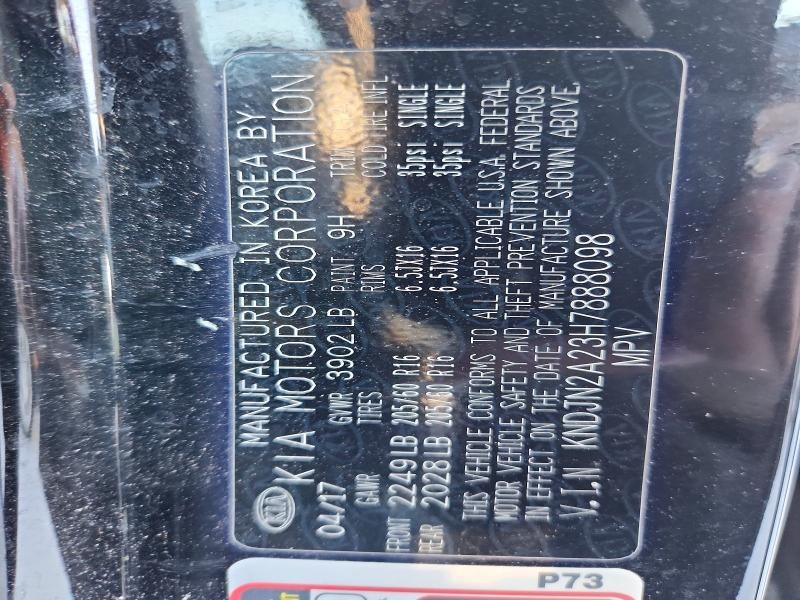 MANUFACTURED IN KOREA BY
KIA KIA MOTORS CORPORATION
04/17 GVWR 3902LB PAINT 9H TRIM
GAWR TIRES RIMS COLD TIRE INFL
FRONT 2249LB 205/60 R16 6.5JX16 35psi SINGLE
REAR 2028LB 205/60 R16 6.5JX16 35psi SINGLE
THIS VEHICLE CONFORMS TO ALL APPLICABLE U.S.A. FEDERAL
MOTOR VEHICLE SAFETY AND THEFT PREVENTION STANDARDS
IN EFFECT ON THE DATE OF MANUFACTURE SHOWN ABOVE.
V.I.N. KNDJN2A23H7888098
MPV
P73